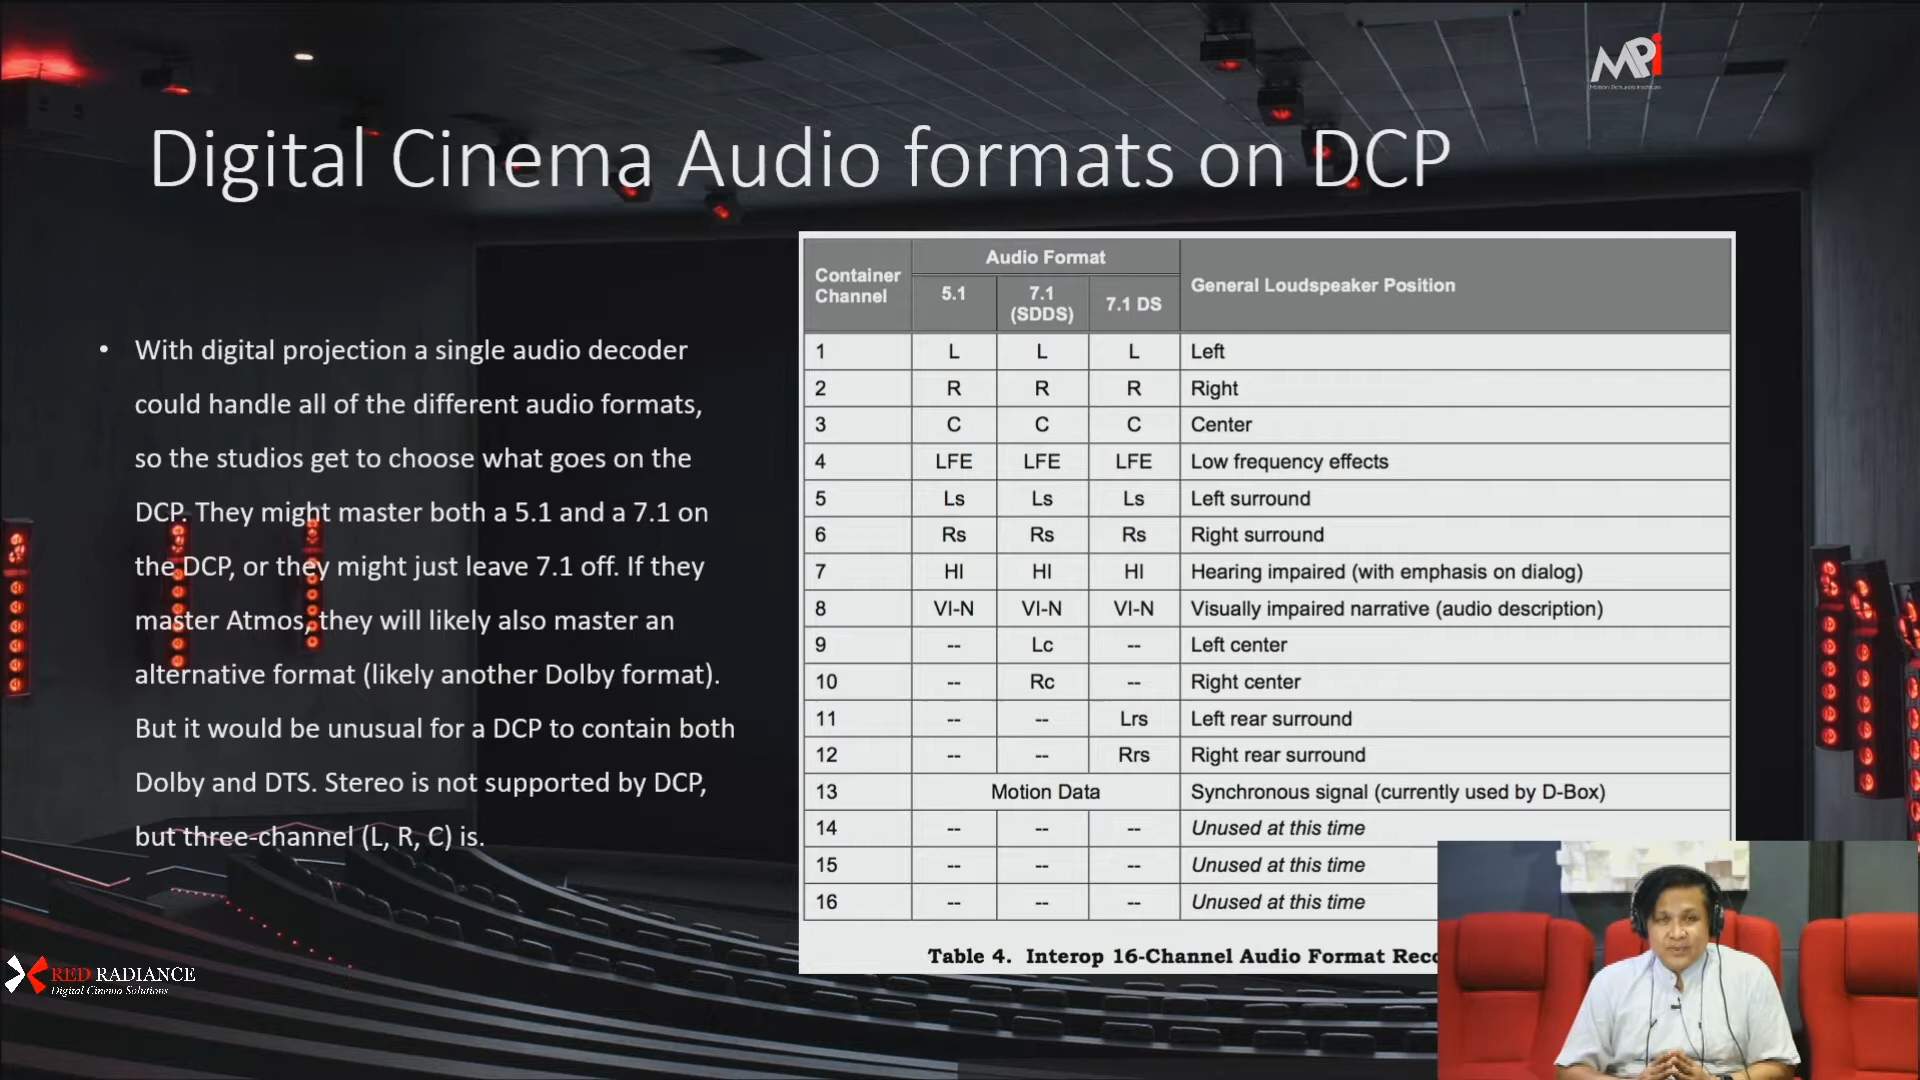 MPi
Motion Pictures Institute
Digital Cinema Audio formats on DCP
• With digital projection a single audio decoder
could handle all of the different audio formats,
so the studios get to choose what goes on the
DCP. They might master both a 5.1 and a 7.1 on
the DCP, or they might just leave 7.1 off. If they
master Atmos, they will likely also master an
alternative format (likely another Dolby format).
But it would be unusual for a DCP to contain both
Dolby and DTS. Stereo is not supported by DCP,
but three-channel (L, R, C) is.
Container Channel Audio Format General Loudspeaker Position
5.1 7.1 (SDDS) 7.1 DS
1 L L L Left
2 R R R Right
3 C C C Center
4 LFE LFE LFE Low frequency effects
5 Ls Ls Ls Left surround
6 Rs Rs Rs Right surround
7 HI HI HI Hearing impaired (with emphasis on dialog)
8 VI-N VI-N VI-N Visually impaired narrative (audio description)
9 -- Lc -- Left center
10 -- Rc -- Right center
11 -- -- Lrs Left rear surround
12 -- -- Rrs Right rear surround
13 Motion Data Synchronous signal (currently used by D-Box)
14 -- -- -- Unused at this time
15 -- -- -- Unused at this time
16 -- -- -- Unused at this time
Table 4. Interop 16-Channel Audio Format Reco
RED RADIANCE
Digital Cinema Solutions